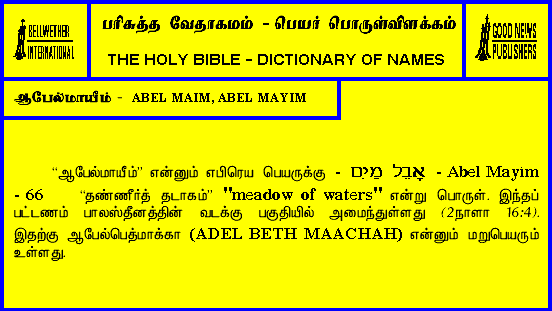 BELLWETHER
INTERNATIONAL
பரிசுத்த வேதாகமம் - பெயர் பொருள்விளக்கம்
THE HOLY BIBLE - DICTIONARY OF NAMES
GOOD NEWS
PUBLISHERS
ஆபேல்மாயீம் - ABEL MAIM, ABEL MAYIM
“ஆபேல்மாயீம்” என்னும் எபிரெய பெயருக்கு - אָבֵל מַיִם - Abel Mayim
- 66 “தண்ணீர்த் தடாகம்” "meadow of waters" என்று பொருள். இந்தப்
பட்டணம் பாலஸ்தீனத்தின் வடக்கு பகுதியில் அமைந்துள்ளது (2நாளா 16:4).
இதற்கு ஆபேல்பெத்மாக்கா (ADEL BETH MAACHAH) என்னும் மறுபெயரும்
உள்ளது.